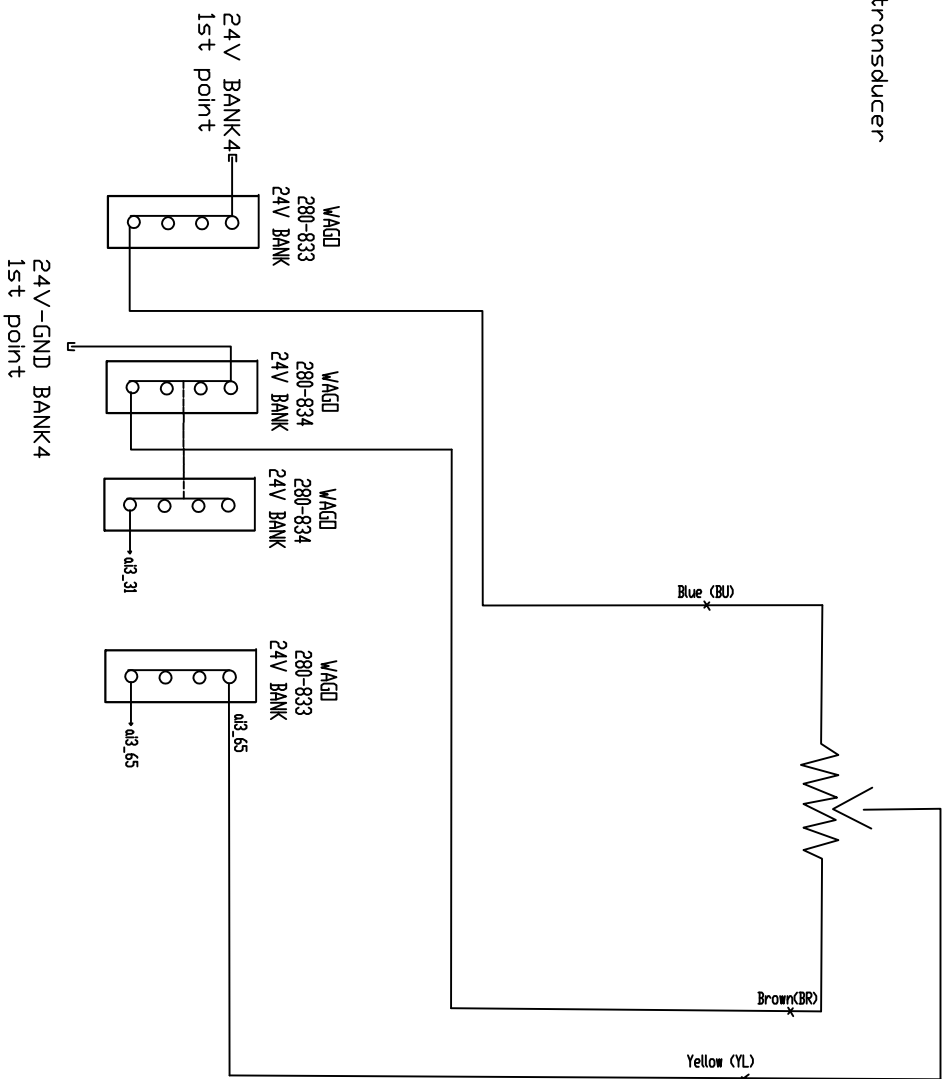 transducer
24V BANK4
1st point
WAGO
280-833
24V BANK
24V-GND BANK4
1st point
WAGO
280-834
24V BANK
WAGO
280-834
24V BANK
ai3_31
Blue (BU)
WAGO
280-833
24V BANK
ai3_65
ai3_65
Brown(BR)
Yellow (YL)